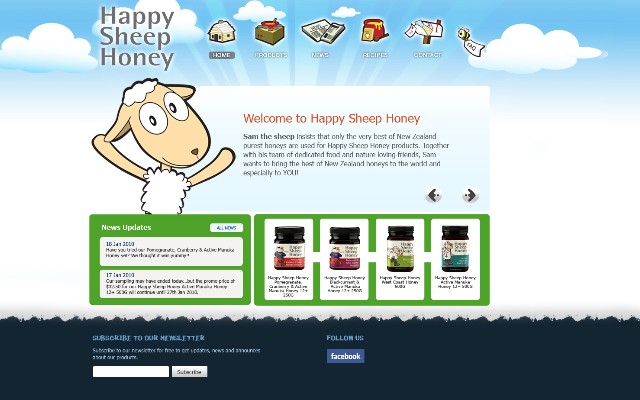 Happy
Sheep
Honey
HOME
PRODUCTS
NEWS
RECIPES
CONTACT
FAQ
Welcome to Happy Sheep Honey
Sam the sheep insists that only the very best of New Zealand
purest honeys are used for Happy Sheep Honey products. Together
with his team of dedicated food and nature loving friends, Sam
wants to bring the best of New Zealand honeys to the world and
especially to YOU!
News Updates
ALL NEWS
18 Jan 2010
Have you tried our Pomegranate, Cranberry & Active Manuka
Honey yet? We thought it was yummy!
17 Jan 2010
Our sampling may have ended today...but the promo price of
for our Happy Sheep Honey Active Manuka Honey
12+ 500G will continue until 27th Jan 2010.
Happy Sheep Honey
Pomegranate,
Cranberry & Active
Manuka Honey 12+
250G
Happy Sheep Honey
Blackcurrant &
Active Manuka
Honey 12+ 250G
Happy Sheep Honey
West Coast Honey
500G
Happy Sheep Honey
Active Manuka
Honey 12+ 500G
SUBSCRIBE TO OUR NEWSLETTER
Subscribe to our newsletter for free to get updates, news and announces
about our products.
Subscribe
FOLLOW US
facebook